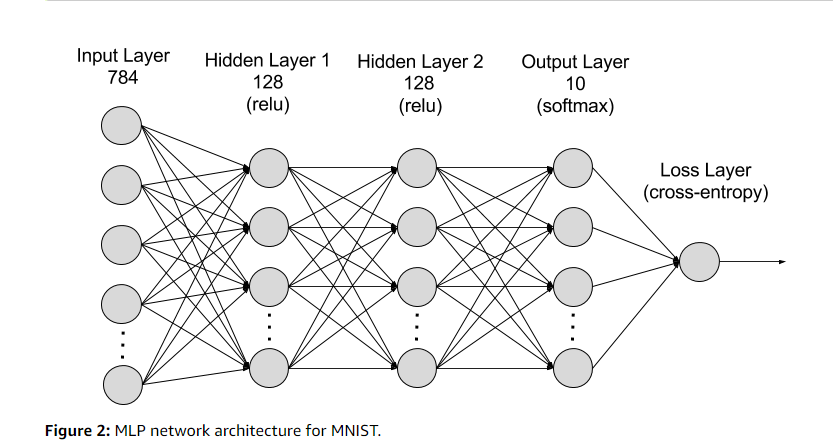 Input Layer
784
Hidden Layer 1
128
(relu)
Hidden Layer 2
128
(relu)
Output Layer
10
(softmax)
Loss Layer
(cross-entropy)
Figure 2: MLP network architecture for MNIST.